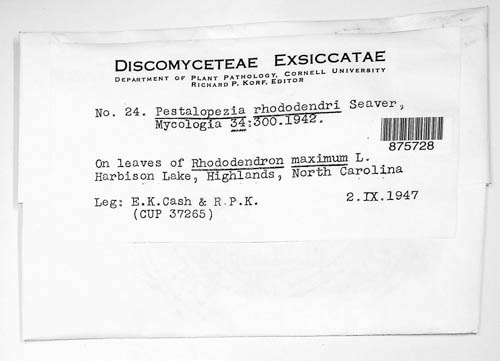 DISCOMYCETEAE EXSICCATAE
DEPARTMENT OF PLANT PATHOLOGY, CORNELL UNIVERSITY
RICHARD P. KORF, EDITOR
No. 24. Pestalopezia rhododendri Seaver,
Mycologia 34:300.1942.
875728
On leaves of Rhododendron maximum L.
Harbison Lake, Highlands, North Carolina
Leg: E.K.Cash & R.P.K. 2.IX.1947
(CUP 37265)